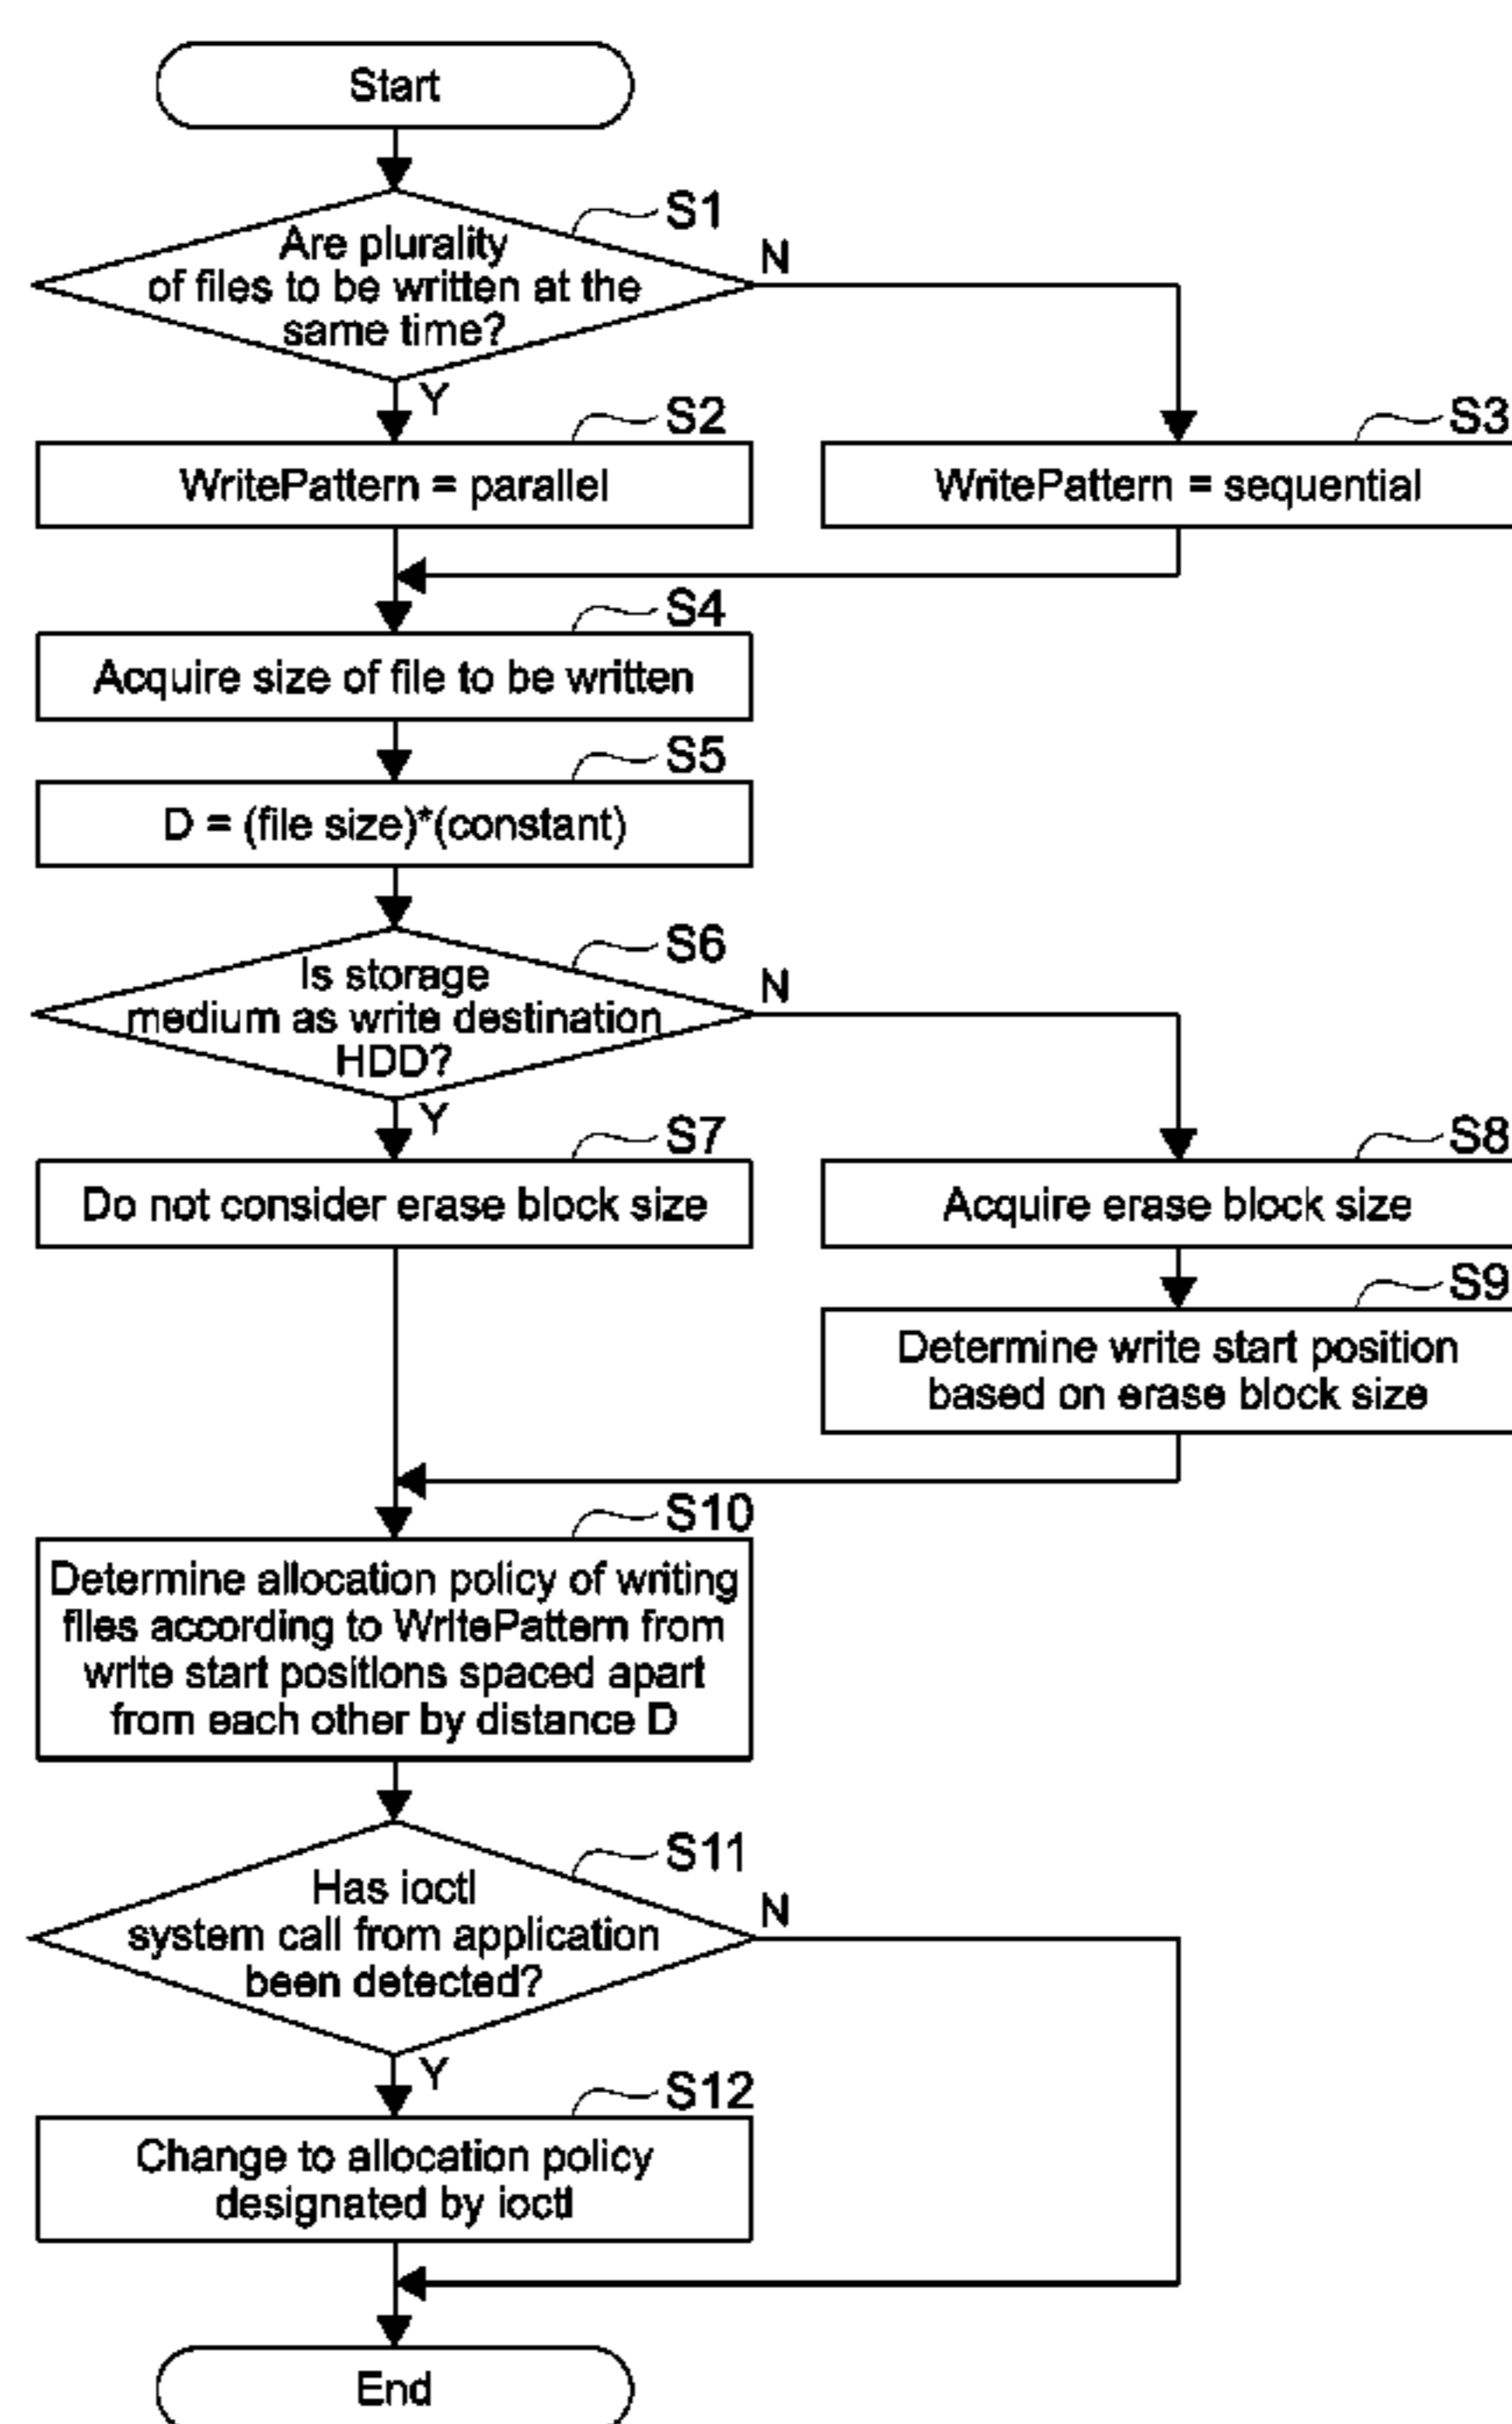 Start
S1
Are plurality
of files to be written at the
same time?
N
Y
S2
WritePattern = parallel
S3
WritePattern = sequential
S4
Acquire size of file to be written
S5
D = (file size)*(constant)
S6
Is storage
medium as write destination
HDD?
N
Y
S7
Do not consider erase block size
S8
Acquire erase block size
S9
Determine write start position
based on erase block size
S10
Determine allocation policy of writing
files according to WritePattern from
write start positions spaced apart
from each other by distance D
S11
Has ioctl
system call from application
been detected?
N
Y
S12
Change to allocation policy
designated by ioctl
End